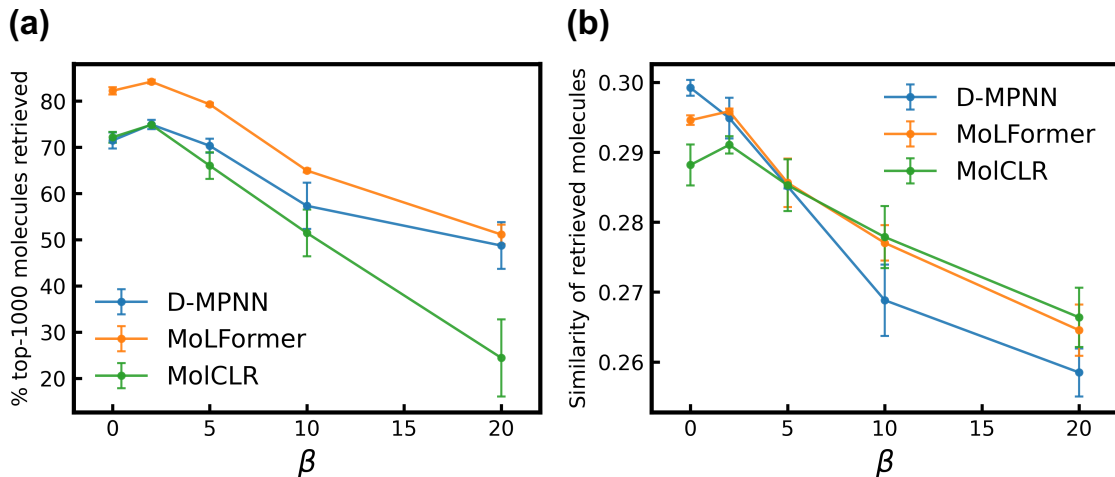 (a)
% top-1000 molecules retrieved
80
70
60
50
40
30
20
D-MPNN
MoLFormer
MolCLR
0
5
10
15
20
β
(b)
Similarity of retrieved molecules
0.30
0.29
0.28
0.27
0.26
D-MPNN
MoLFormer
MolCLR
0
5
10
15
20
β